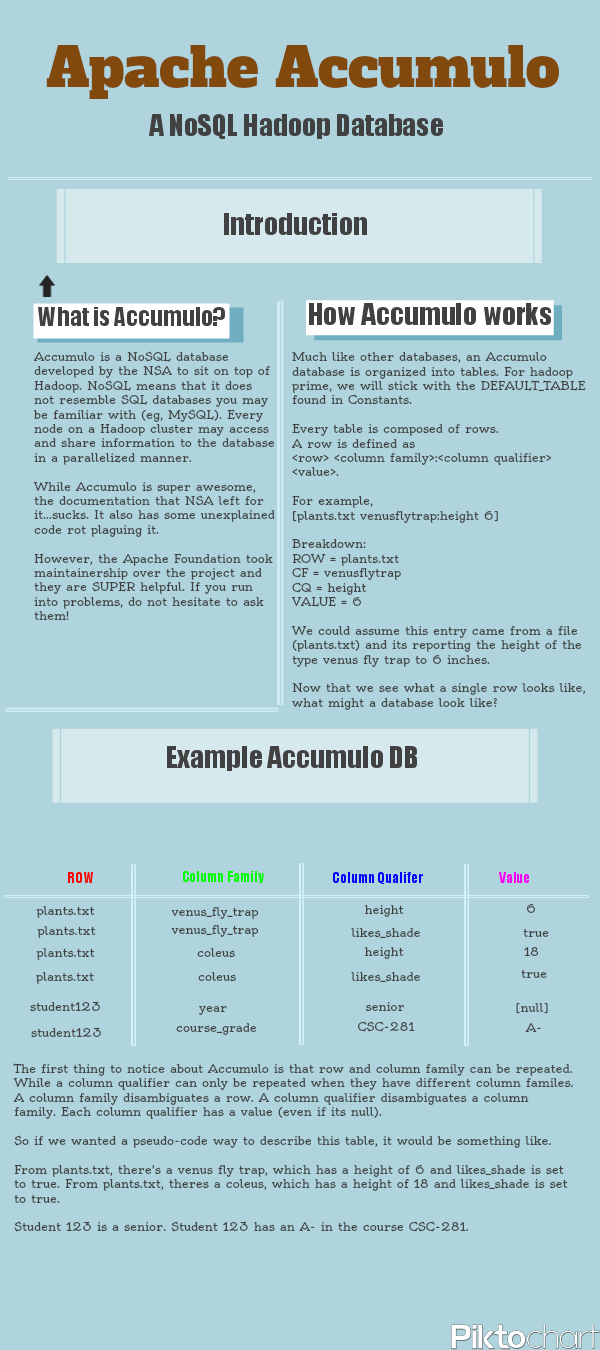 Apache Accumulo
A NoSQL Hadoop Database
Introduction
What is Accumulo?
Accumulo is a NoSQL database
developed by the NSA to sit on top of
Hadoop. NoSQL means that it does
not resemble SQL databases you may
be familiar with (eg, MySQL). Every
node on a Hadoop cluster may access
and share information to the database
in a parallelized manner.
While Accumulo is super awesome,
the documentation that NSA left for
it...sucks. It also has some unexplained
code rot plaguing it.
However, the Apache Foundation took
maintainership over the project and
they are SUPER helpful. If you run
into problems, do not hesitate to ask
them!
How Accumulo works
Much like other databases, an Accumulo
database is organized into tables. For hadoop
prime, we will stick with the DEFAULT_TABLE
found in Constants.
Every table is composed of rows.
A row is defined as
<row> <column family>:<column qualifier>
<value>.
For example,
[plants.txt venusflytrap:height 6]
Breakdown:
ROW = plants.txt
CF = venusflytrap
CQ = height
VALUE = 6
We could assume this entry came from a file
(plants.txt) and its reporting the height of the
type venus fly trap to 6 inches.
Now that we see what a single row looks like,
what might a database look like?
Example Accumulo DB
ROW Column Family Column Qualifer Value
plants.txt venus_fly_trap height 6
plants.txt venus_fly_trap likes_shade true
plants.txt coleus height 18
plants.txt coleus likes_shade true
student123 year senior [null]
student123 course_grade CSC-281 A-
The first thing to notice about Accumulo is that row and column family can be repeated.
While a column qualifier can only be repeated when they have different column familes.
A column family disambiguates a row. A column qualifier disambiguates a column
family. Each column qualifier has a value (even if its null).
So if we wanted a pseudo-code way to describe this table, it would be something like.
From plants.txt, there's a venus fly trap, which has a height of 6 and likes_shade is set
to true. From plants.txt, theres a coleus, which has a height of 18 and likes_shade is set
to true.
Student 123 is a senior. Student 123 has an A- in the course CSC-281.
Piktochart